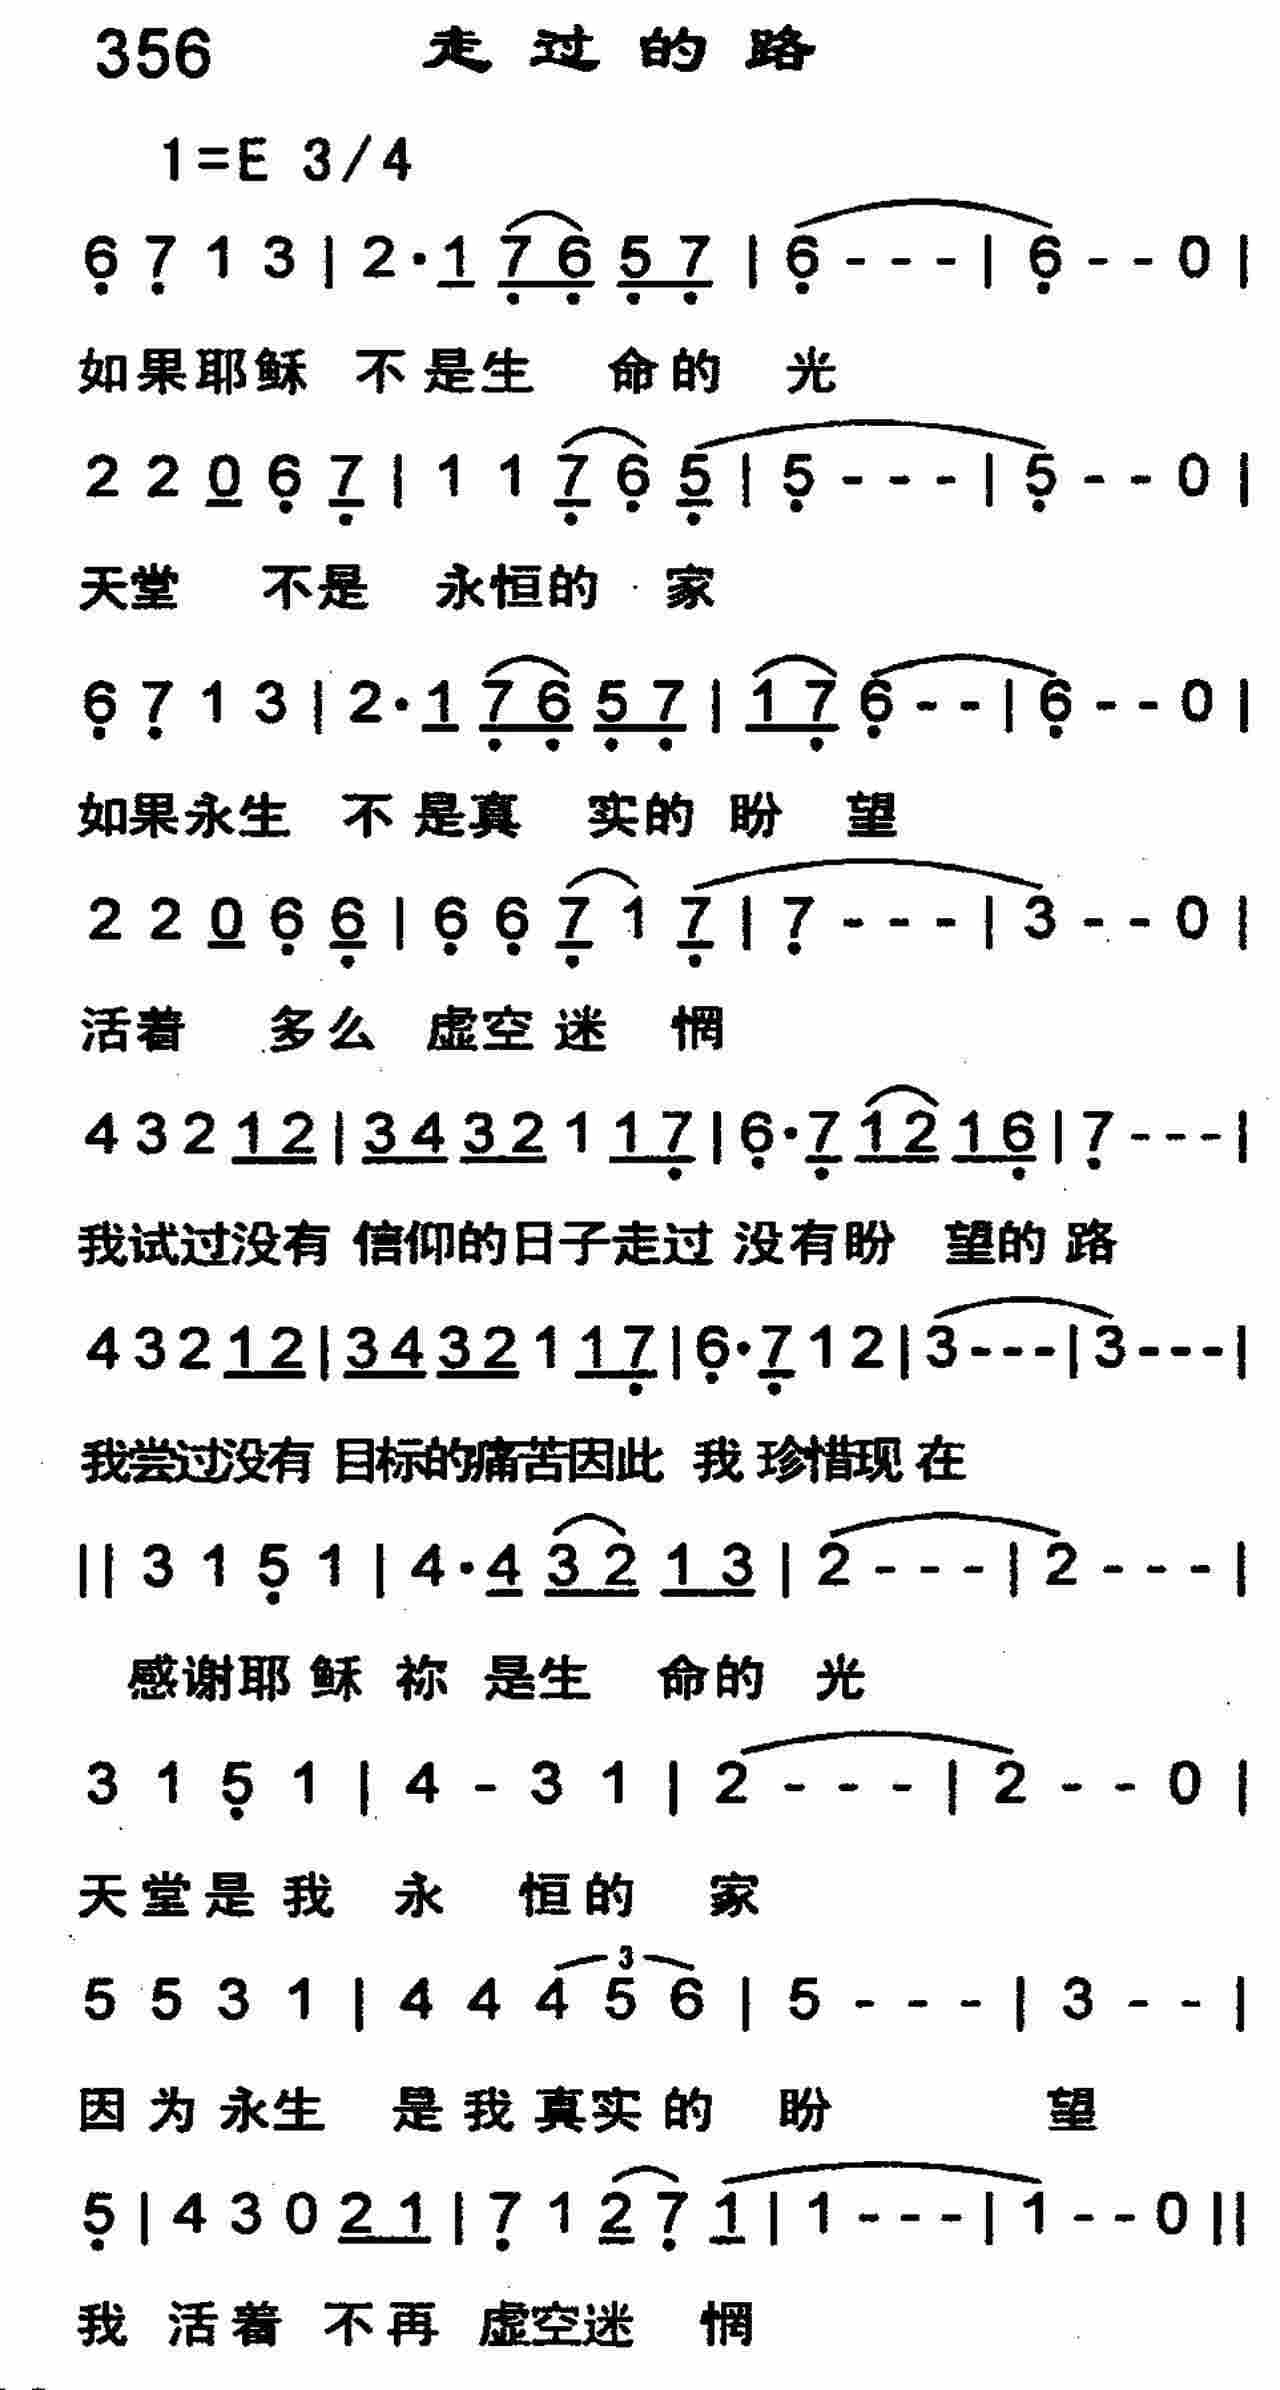 356 走过的路
1=E 3/4
6 7 1 3 | 2 · 1 7 6 5 7 | 6 - - - | 6 - - 0 |
如果耶稣 不是生 命的 光
2 2 0 6 7 | 1 1 7 6 5 | 5 - - - | 5 - - 0 |
天堂 不是 永恒的 家
6 7 1 3 | 2 · 1 7 6 5 7 | 1 7 6 - - | 6 - - 0 |
如果永生 不是真 实的 盼 望
2 2 0 6 6 | 6 6 7 1 7 | 7 - - - | 3 - - 0 |
活着 多么 虚空 迷 惘
4 3 2 1 2 | 3 4 3 2 1 1 7 | 6 · 7 1 2 1 6 | 7 - - - |
我试过没有 信仰的日子走过 没有盼 望的 路
4 3 2 1 2 | 3 4 3 2 1 1 7 | 6 · 7 1 2 | 3 - - - | 3 - - - |
我尝过没有 目标的痛苦因此 我 珍惜现 在
|| 3 1 5 1 | 4 · 4 3 2 1 3 | 2 - - - | 2 - - - |
感谢耶 稣 祢 是生 命的 光
3 1 5 1 | 4 - 3 1 | 2 - - - | 2 - - 0 |
天 堂 是 我 永 恒的 家
3
5 5 3 1 | 4 4 4 5 6 | 5 - - - | 3 - - |
因 为 永生 是 我 真实 的 盼 望
5 | 4 3 0 2 1 | 7 1 2 7 1 | 1 - - - | 1 - - 0 ||
我 活着 不再 虚空迷 惘